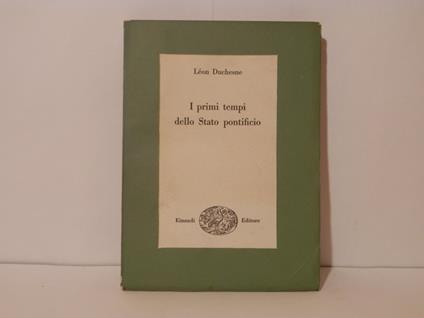 Léon Duchesne
I primi tempi
dello Stato pontificio
Einaudi Editore